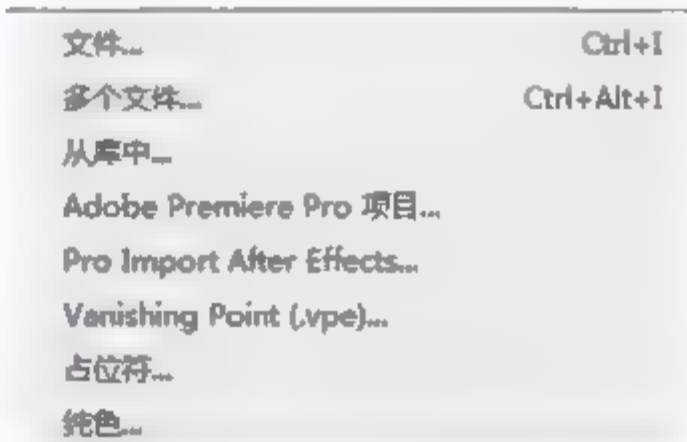 文件... Ctrl+I
多个文件... Ctrl+Alt+I
从库中...
Adobe Premiere Pro 项目...
Pro Import After Effects...
Vanishing Point (.vpe)...
占位符...
纯色...